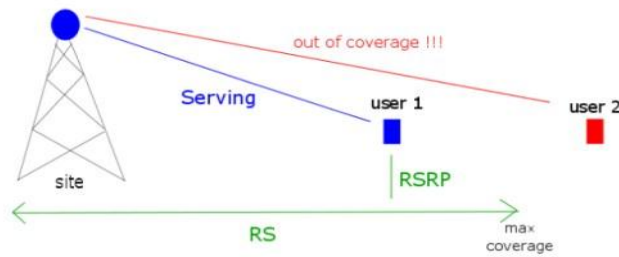 out of coverage !!!
Serving
user 1
user 2
site
RSRP
RS
max
coverage